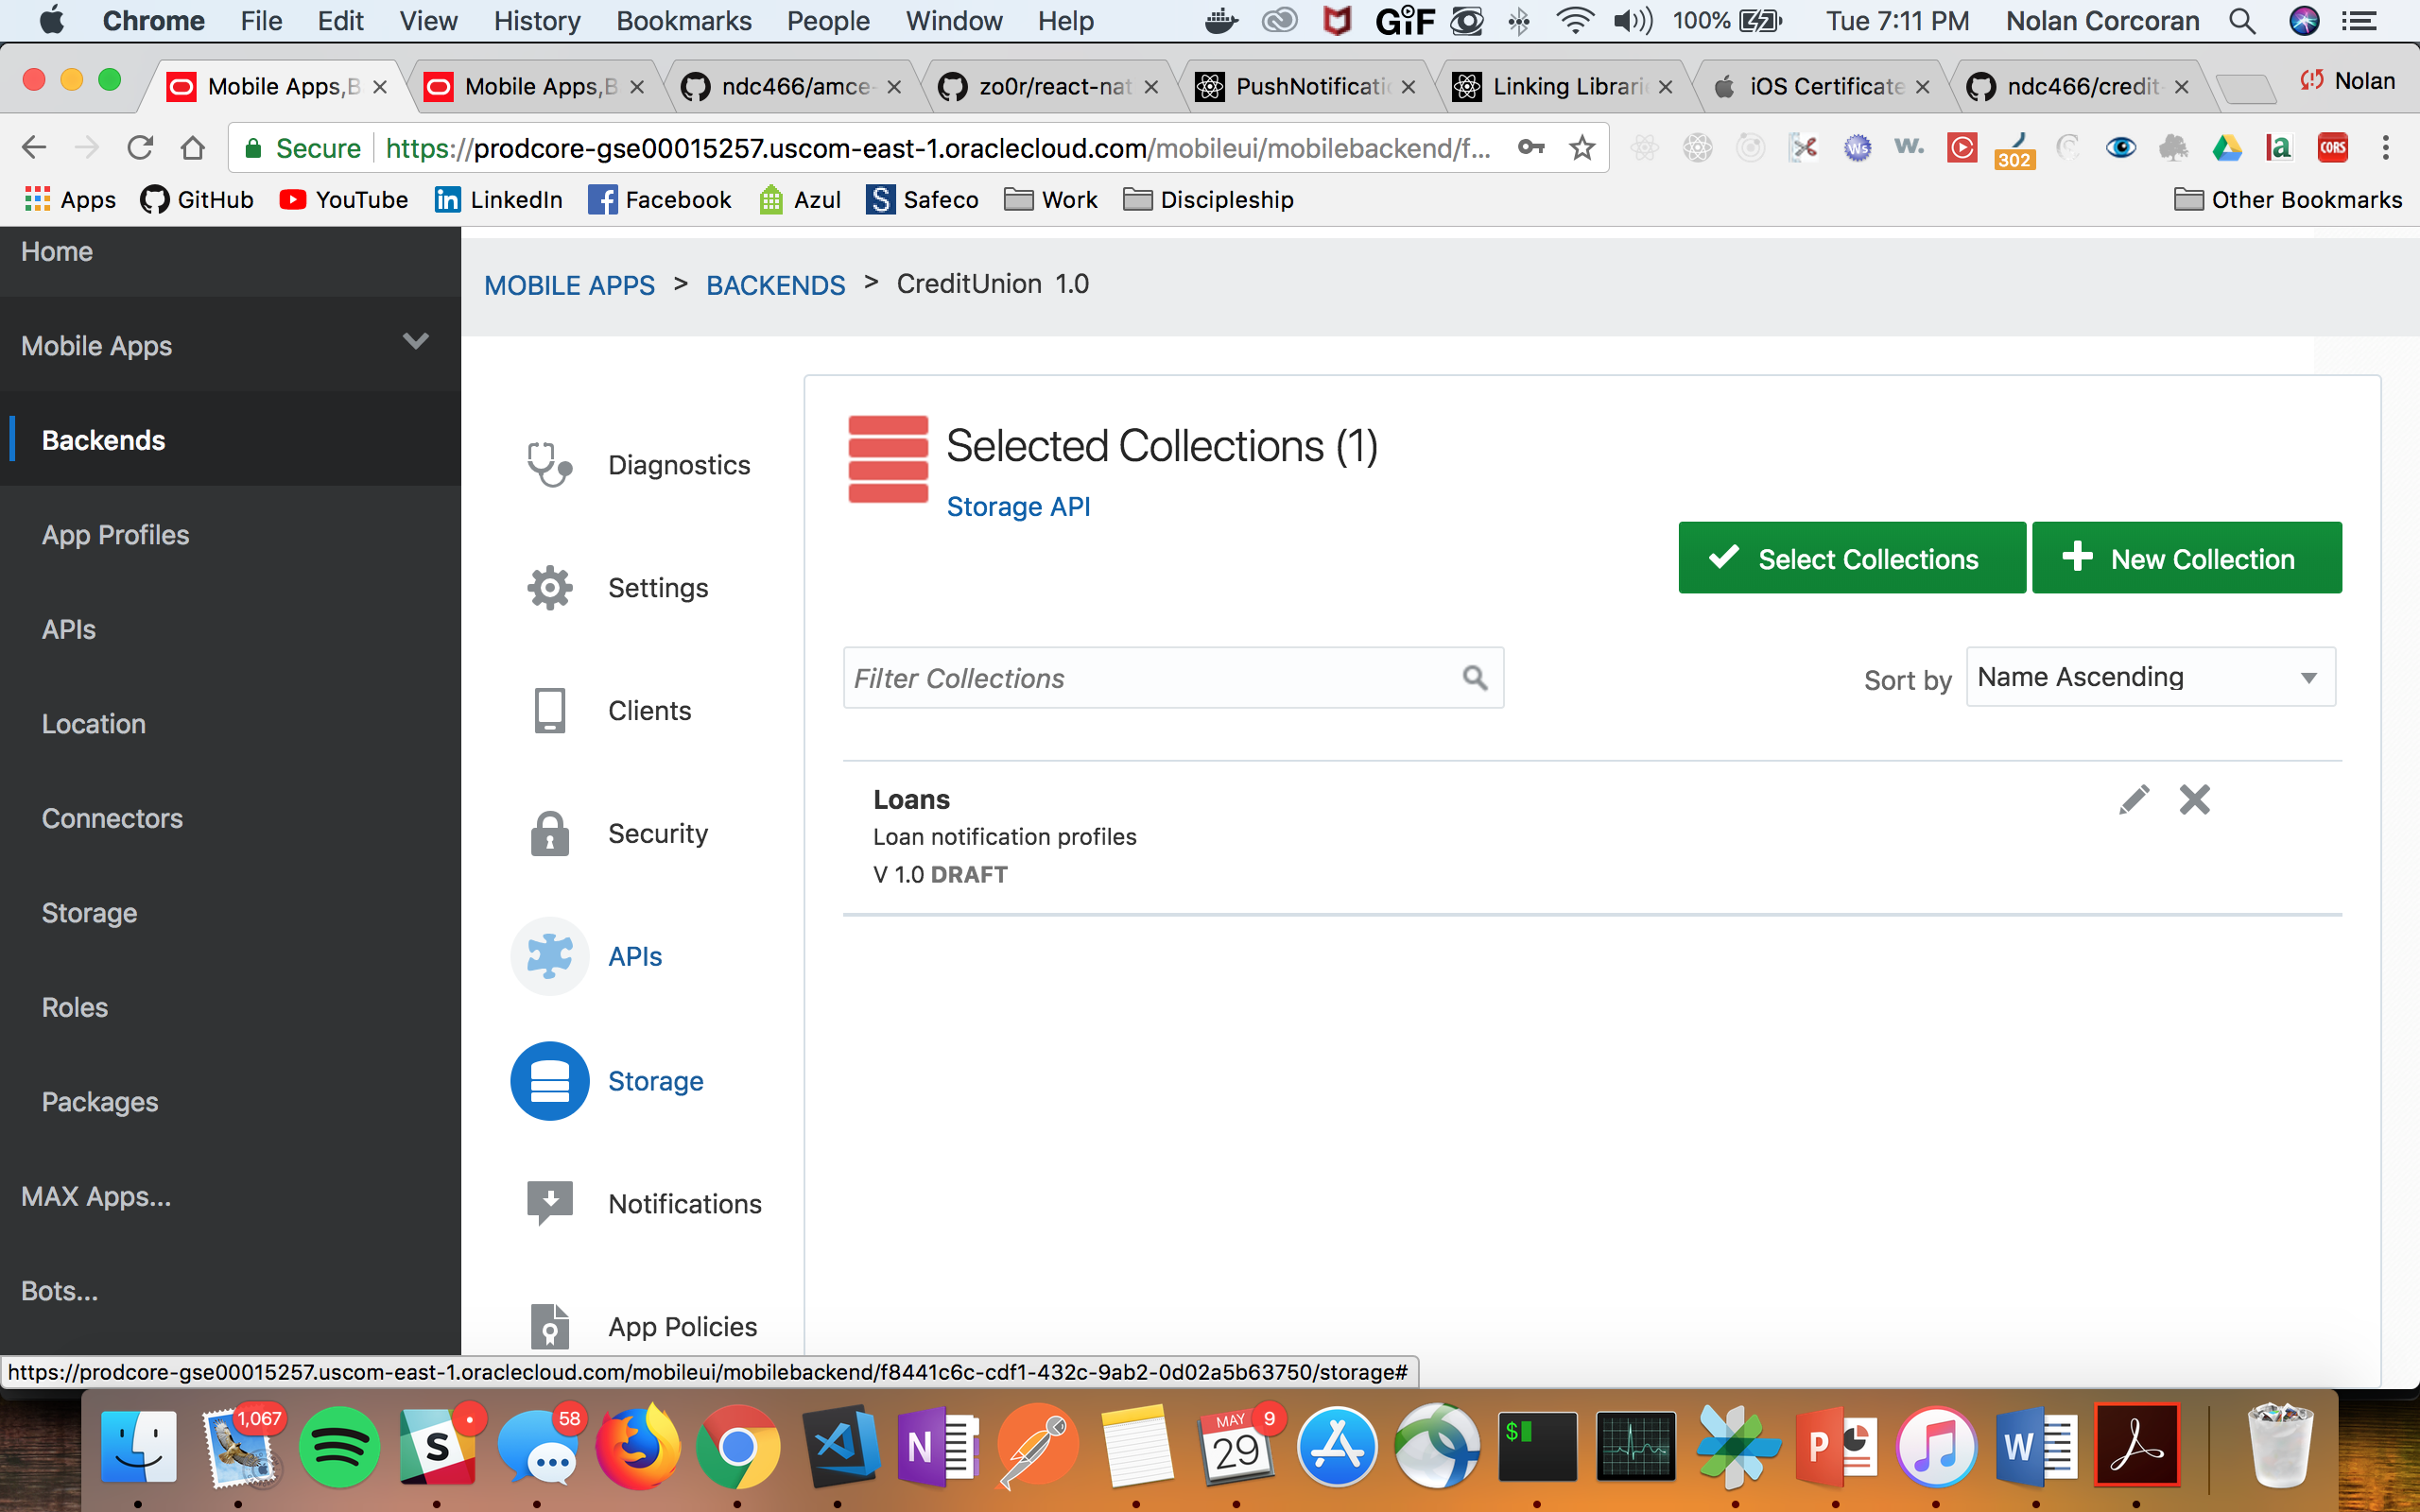 Chrome File Edit View History Bookmarks People Window Help GIF 100% Tue 7:11 PM Nolan Corcoran
Mobile Apps,B Mobile Apps,B ndc466/amce- zo0r/react-nat PushNotificati Linking Librari iOS Certificate ndc466/credit- Nolan
Secure https://prodcore-gse00015257.uscom-east-1.oraclecloud.com/mobileui/mobilebackend/f... Ws w. 302 la CORS
Apps GitHub YouTube LinkedIn Facebook Azul Safeco Work Discipleship Other Bookmarks
Home
Mobile Apps
Backends
App Profiles
APIs
Location
Connectors
Storage
Roles
Packages
MAX Apps...
Bots...
MOBILE APPS > BACKENDS > CreditUnion 1.0
Diagnostics
Settings
Clients
Security
APIs
Storage
Notifications
App Policies
Selected Collections (1)
Storage API
Select Collections New Collection
Filter Collections Sort by Name Ascending
Loans
Loan notification profiles
V 1.0 DRAFT
https://prodcore-gse00015257.uscom-east-1.oraclecloud.com/mobileui/mobilebackend/f8441c6c-cdf1-432c-9ab2-0d02a5b63750/storage#
1,067 S 58 N MAY 29 9 $ P W